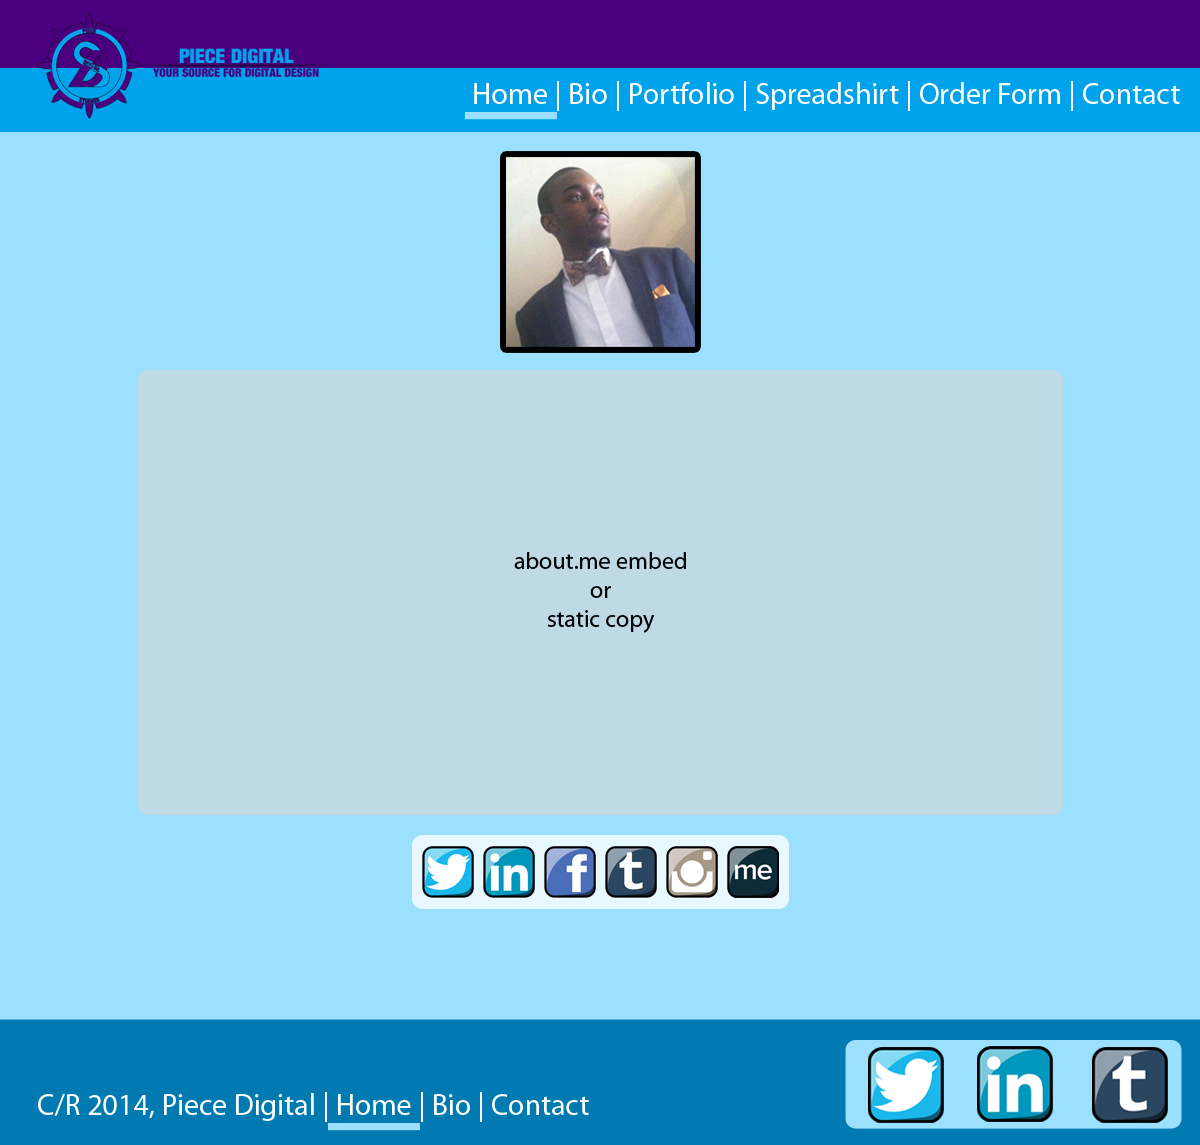 PIECE DIGITAL
YOUR SOURCE FOR DIGITAL DESIGN
Home | Bio | Portfolio | Spreadshirt | Order Form | Contact
about.me embed
or
static copy
in f t me
C/R 2014, Piece Digital | Home | Bio | Contact
in t